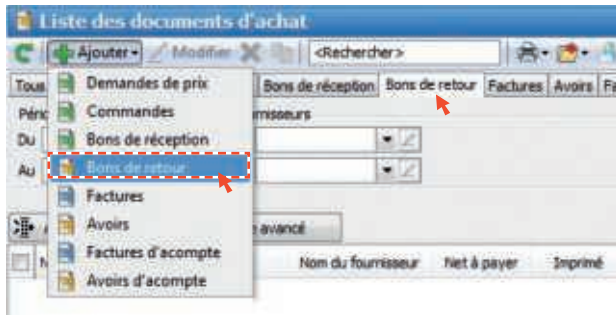 Liste des documents d'achat
Ajouter Modifier <Rechercher>
Tous Bons de réception Bons de retour Factures Avoirs
Demandes de prix
Commandes
Bons de réception
Bons de retour
Factures
Avoirs
Factures d'acompte
Avoirs d'acompte
Du
Au
avancé
Nom du fournisseur Net à payer Imprimé